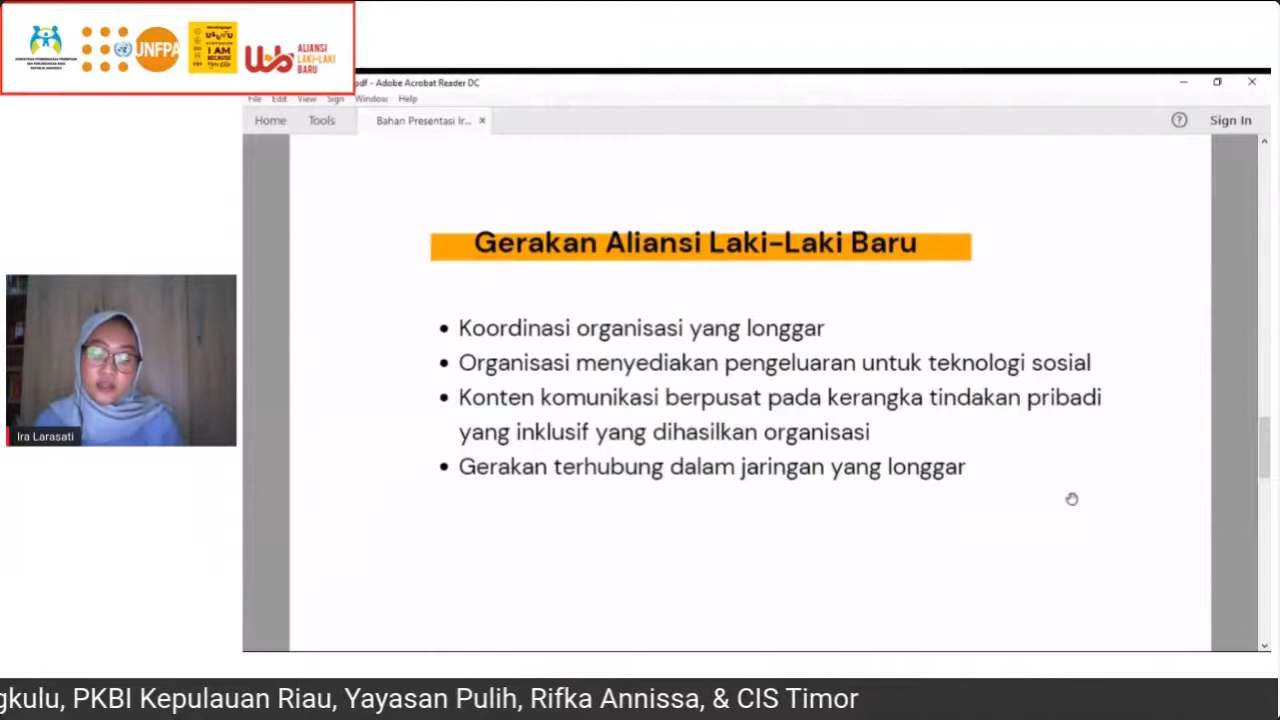 UNFPA
I AM
BECAUSE
ALIANSI
LAKI-LAKI
BARU
pdf - Adobe Acrobat Reader DC
File Edit View Sign Window Help
Home Tools Bahan Presentasi Ir... Sign In
Gerakan Aliansi Laki-Laki Baru
• Koordinasi organisasi yang longgar
• Organisasi menyediakan pengeluaran untuk teknologi sosial
• Konten komunikasi berpusat pada kerangka tindakan pribadi
yang inklusif yang dihasilkan organisasi
• Gerakan terhubung dalam jaringan yang longgar
Ira Larasati
gkulu, PKBI Kepulauan Riau, Yayasan Pulih, Rifka Annissa, & CIS Timor